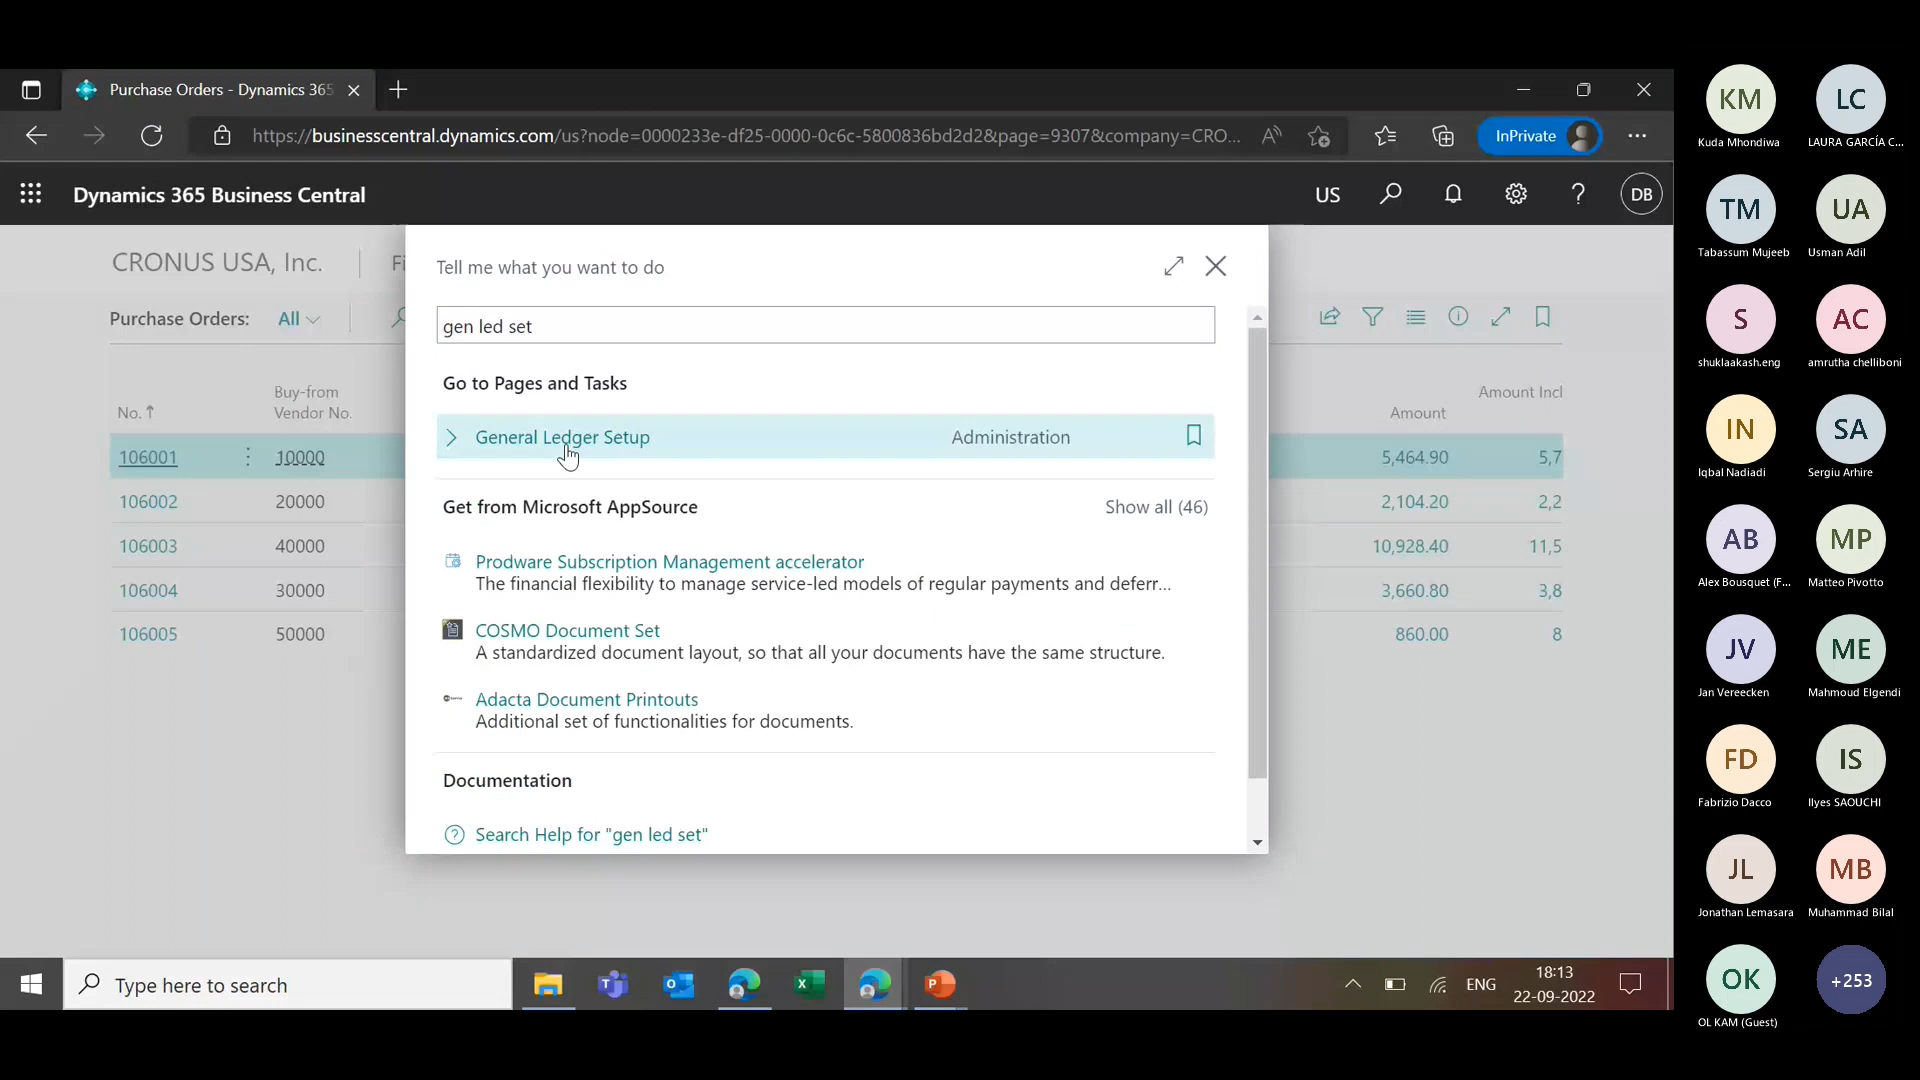 Purchase Orders - Dynamics 365
https://businesscentral.dynamics.com/us?node=0000233e-df25-0000-0c6c-5800836bd2d2&page=9307&company=CRO...
InPrivate
Dynamics 365 Business Central
US
DB
CRONUS USA, Inc.
Fi
Purchase Orders: All
No. ↑
Buy-from
Vendor No.
Amount
Amount Incl
106001 10000 5,464.90 5,7
106002 20000 2,104.20 2,2
106003 40000 10,928.40 11,5
106004 30000 3,660.80 3,8
106005 50000 860.00 8
Tell me what you want to do
gen led set
Go to Pages and Tasks
General Ledger Setup Administration
Get from Microsoft AppSource Show all (46)
Prodware Subscription Management accelerator
The financial flexibility to manage service-led models of regular payments and deferr...
COSMO Document Set
A standardized document layout, so that all your documents have the same structure.
Adacta Document Printouts
Additional set of functionalities for documents.
Documentation
Search Help for "gen led set"
Type here to search
ENG
18:13
22-09-2022
KM LC
Kuda Mhondiwa LAURA GARCÍA C...
TM UA
Tabassum Mujeeb Usman Adil
S AC
shuklaakash.eng amrutha chelliboni
IN SA
Iqbal Nadiadi Sergiu Arhire
AB MP
Alex Bousquet (F... Matteo Pivotto
JV ME
Jan Vereecken Mahmoud Elgendi
FD IS
Fabrizio Dacco Ilyes SAOUCHI
JL MB
Jonathan Lemasara Muhammad Bilal
OK +253
OL KAM (Guest)